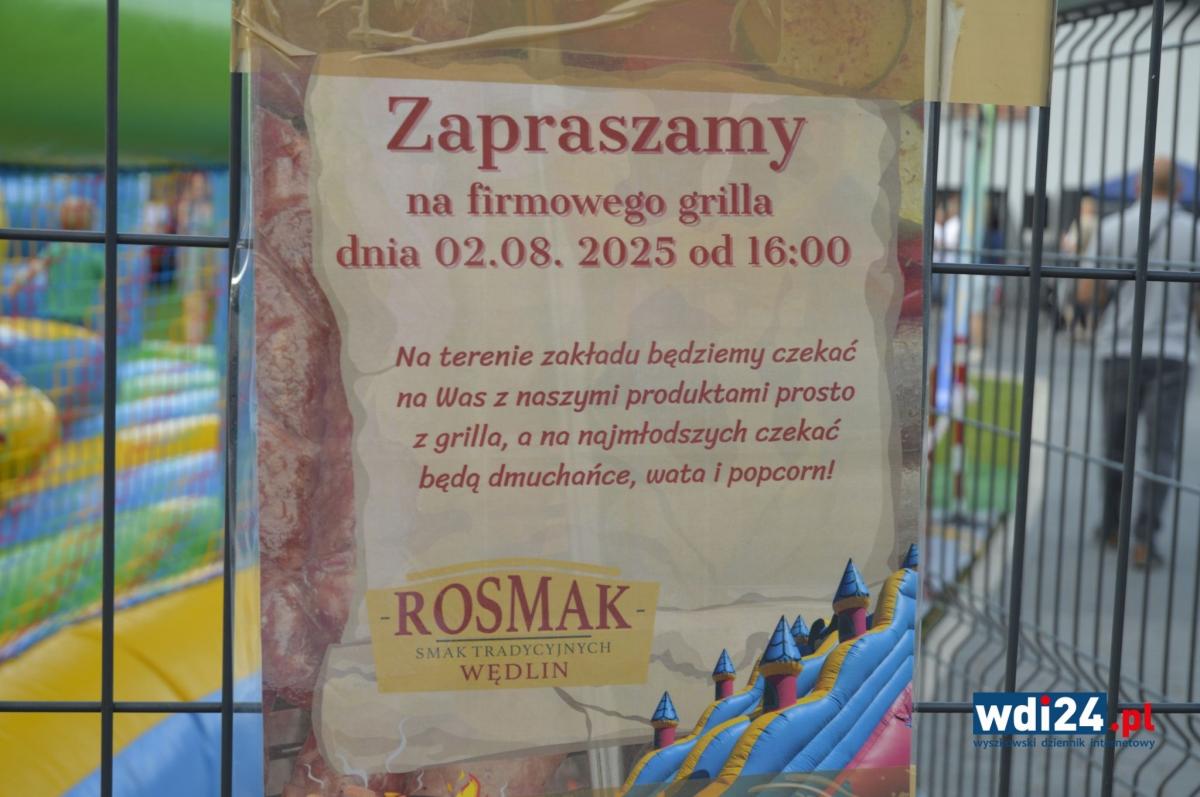 Zapraszamy
na firmowego grilla
dnia 02.08. 2025 od 16:00
Na terenie zakładu będziemy czekać
na Was z naszymi produktami prosto
z grilla, a na najmłodszych czekać
będą dmuchańce, wata i popcorn!
-ROSMAK-
SMAK TRADYCYJNYCH
WĘDLIN
wdi24.pl
wyszkowski dziennik internetowy